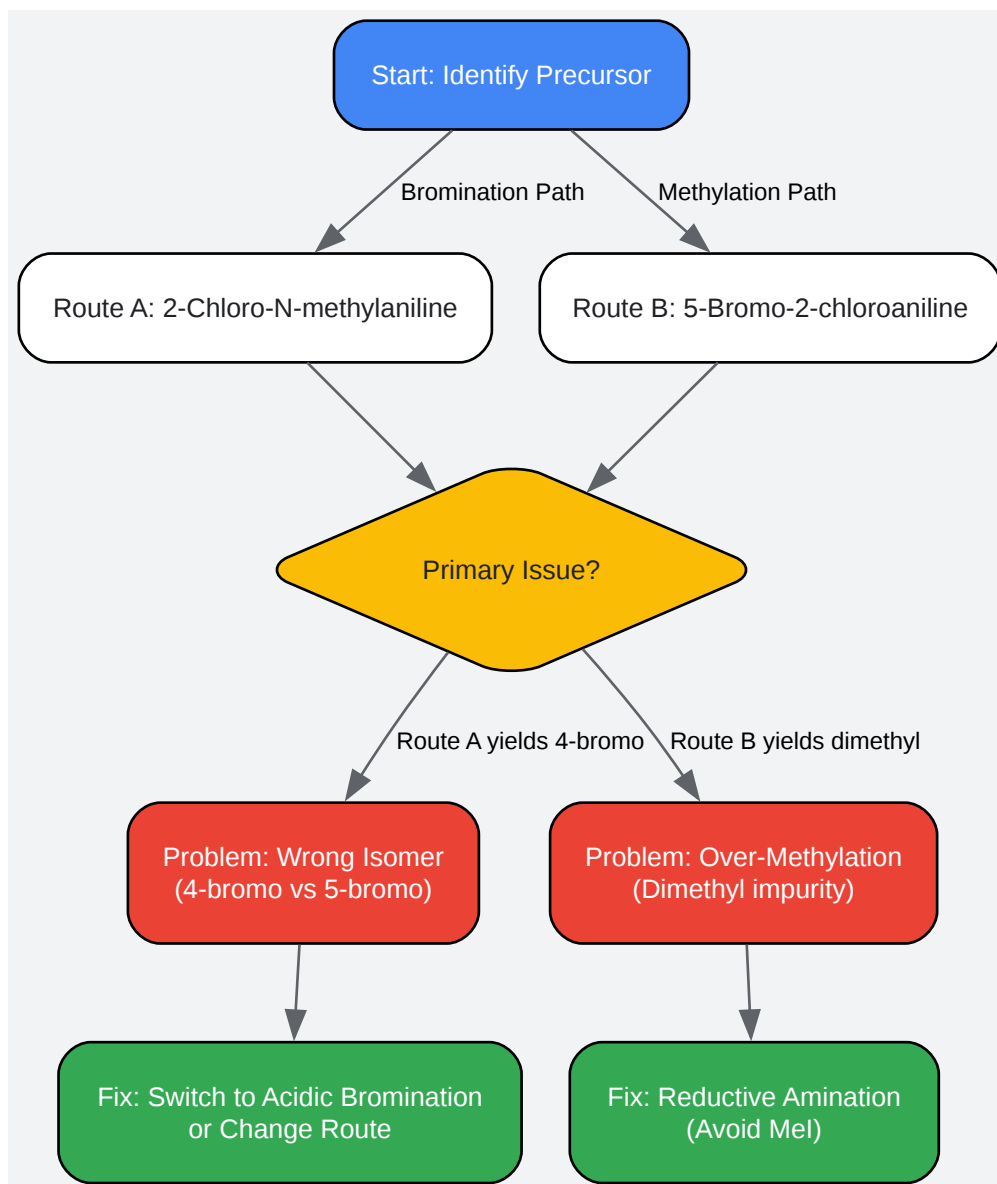 Start: Identify Precursor
Bromination Path
Methylation Path
Route A: 2-Chloro-N-methylaniline
Route B: 5-Bromo-2-chloroaniline
Primary Issue?
Route A yields 4-bromo
Route B yields dimethyl
Problem: Wrong Isomer
(4-bromo vs 5-bromo)
Problem: Over-Methylation
(Dimethyl impurity)
Fix: Switch to Acidic Bromination
or Change Route
Fix: Reductive Amination
(Avoid MeI)